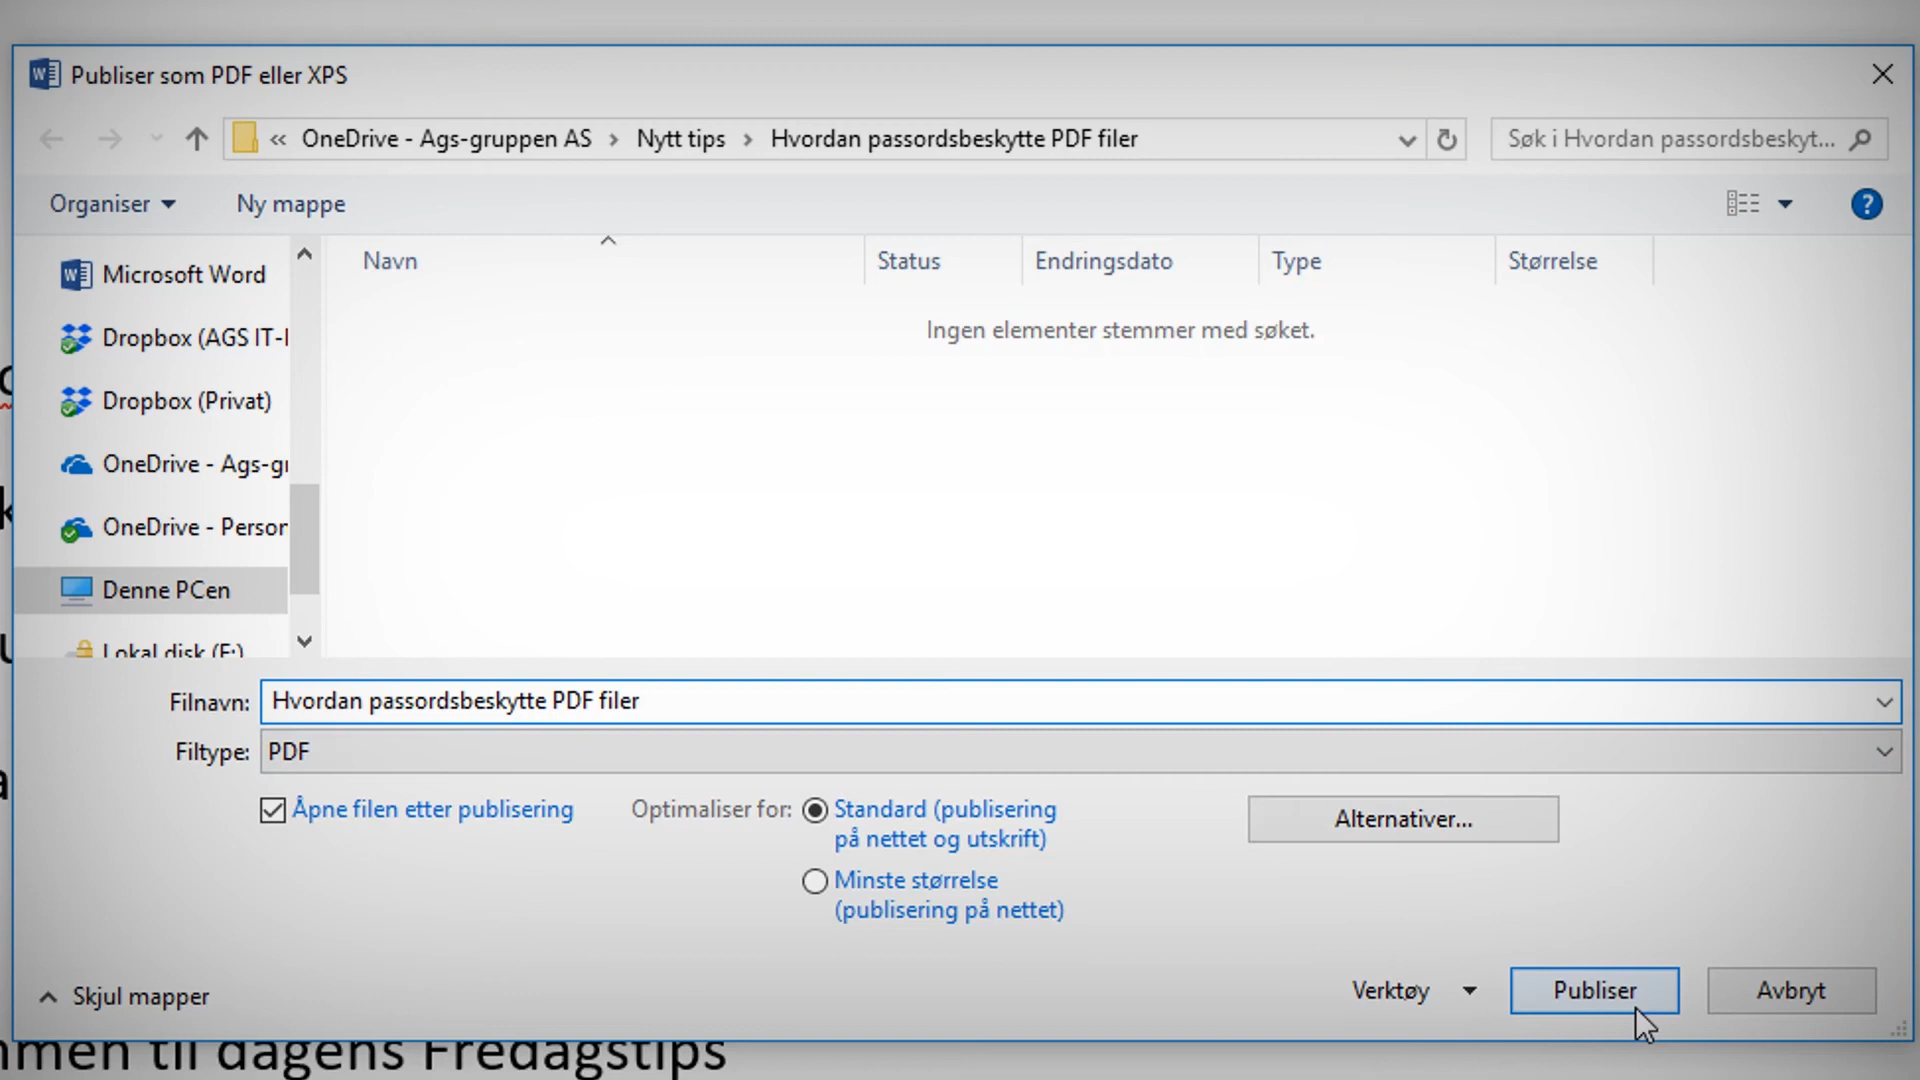 Publiser som PDF eller XPS
« OneDrive - Ags-gruppen AS › Nytt tips › Hvordan passordsbeskytte PDF filer
Søk i Hvordan passordsbeskyt...
Organiser
Ny mappe
Navn
Status
Endringsdato
Type
Størrelse
Ingen elementer stemmer med søket.
Microsoft Word
Dropbox (AGS IT-
Dropbox (Privat)
OneDrive - Ags-g
OneDrive - Person
Denne PCen
Lokal disk (F:)
Filnavn: Hvordan passordsbeskytte PDF filer
Filtype: PDF
Åpne filen etter publisering
Optimaliser for:
Standard (publisering
på nettet og utskrift)
Minste størrelse
(publisering på nettet)
Alternativer...
Skjul mapper
Verktøy
Publiser
Avbryt
mmen til dagens Fredagstips